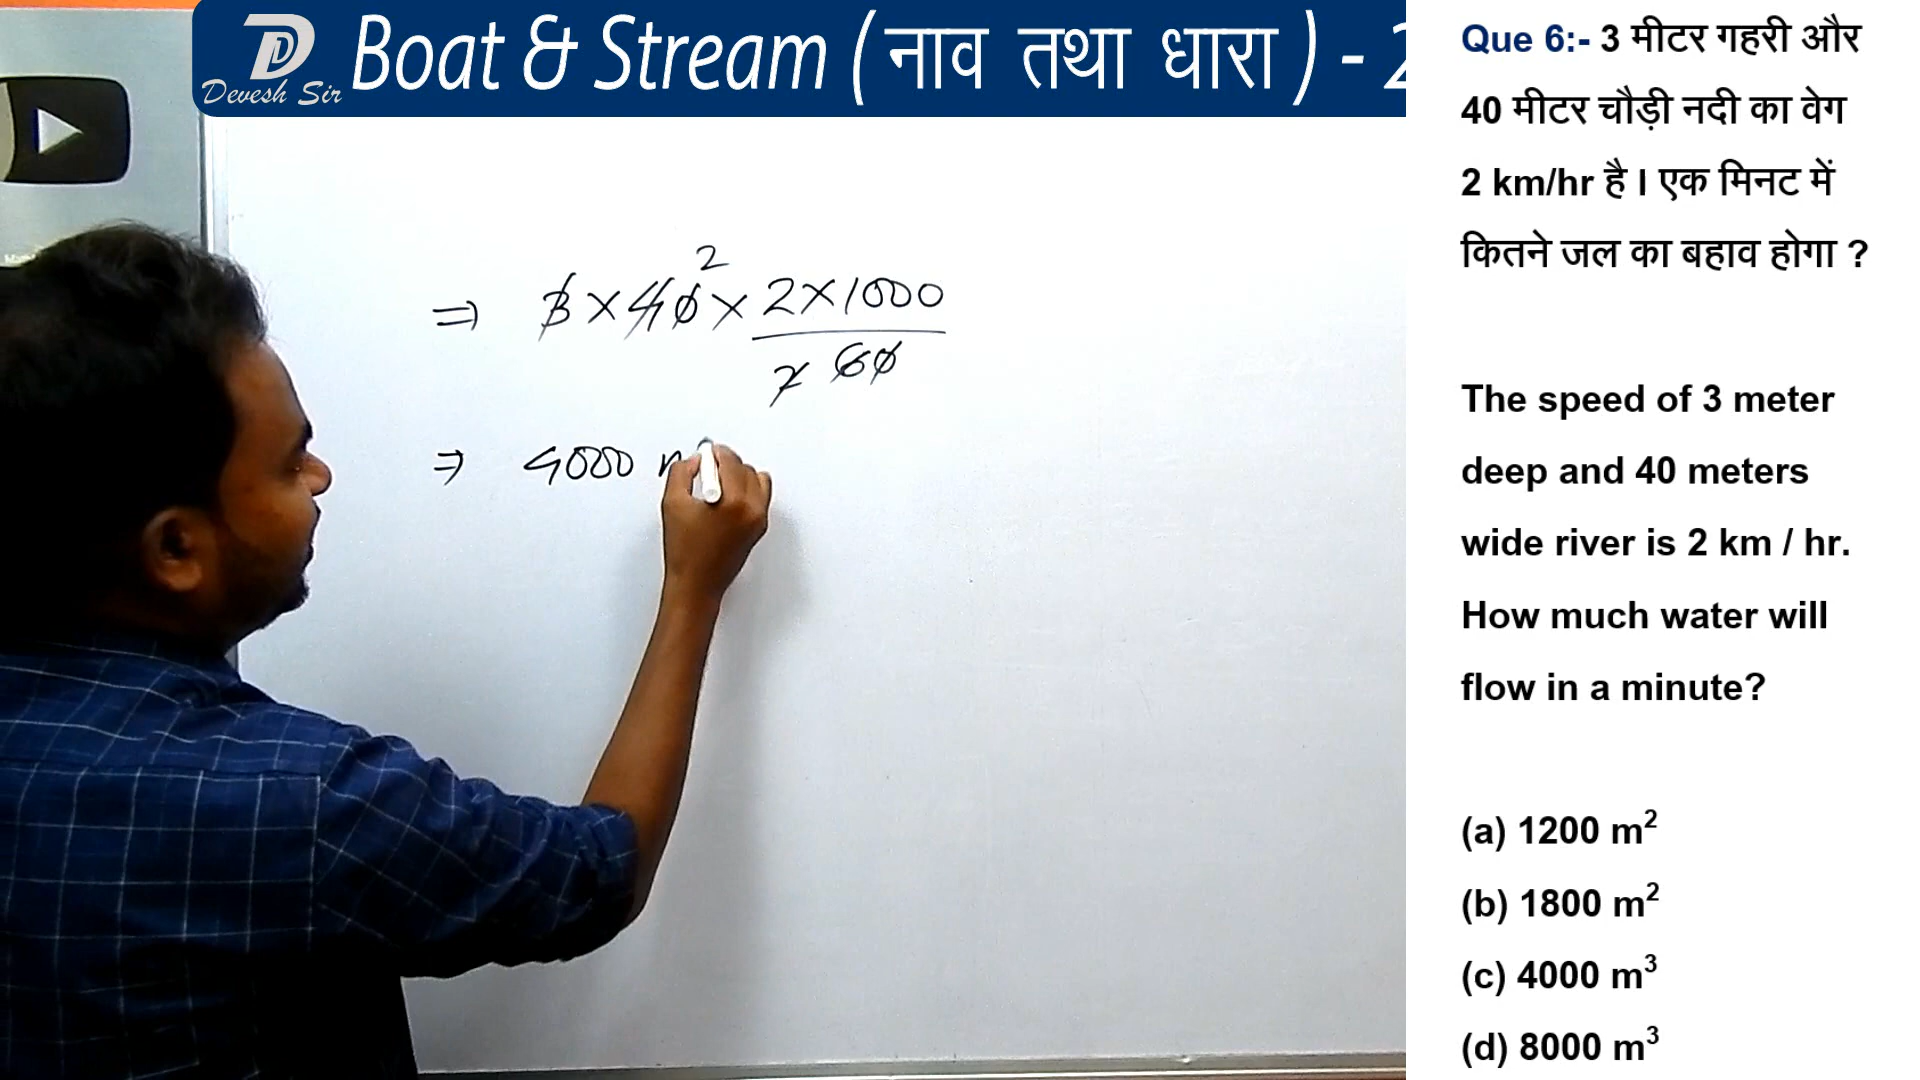 Devesh Sir
Boat & Stream ( नाव तथा धारा ) - 2
⇒ 3 × 40 × 2 × 1000
2
2 60
⇒ 4000
Que 6:- 3 मीटर गहरी और
40 मीटर चौड़ी नदी का वेग
2 km/hr है । एक मिनट में
कितने जल का बहाव होगा ?
The speed of 3 meter
deep and 40 meters
wide river is 2 km / hr.
How much water will
flow in a minute?
(a) 1200 m²
(b) 1800 m²
(c) 4000 m³
(d) 8000 m³